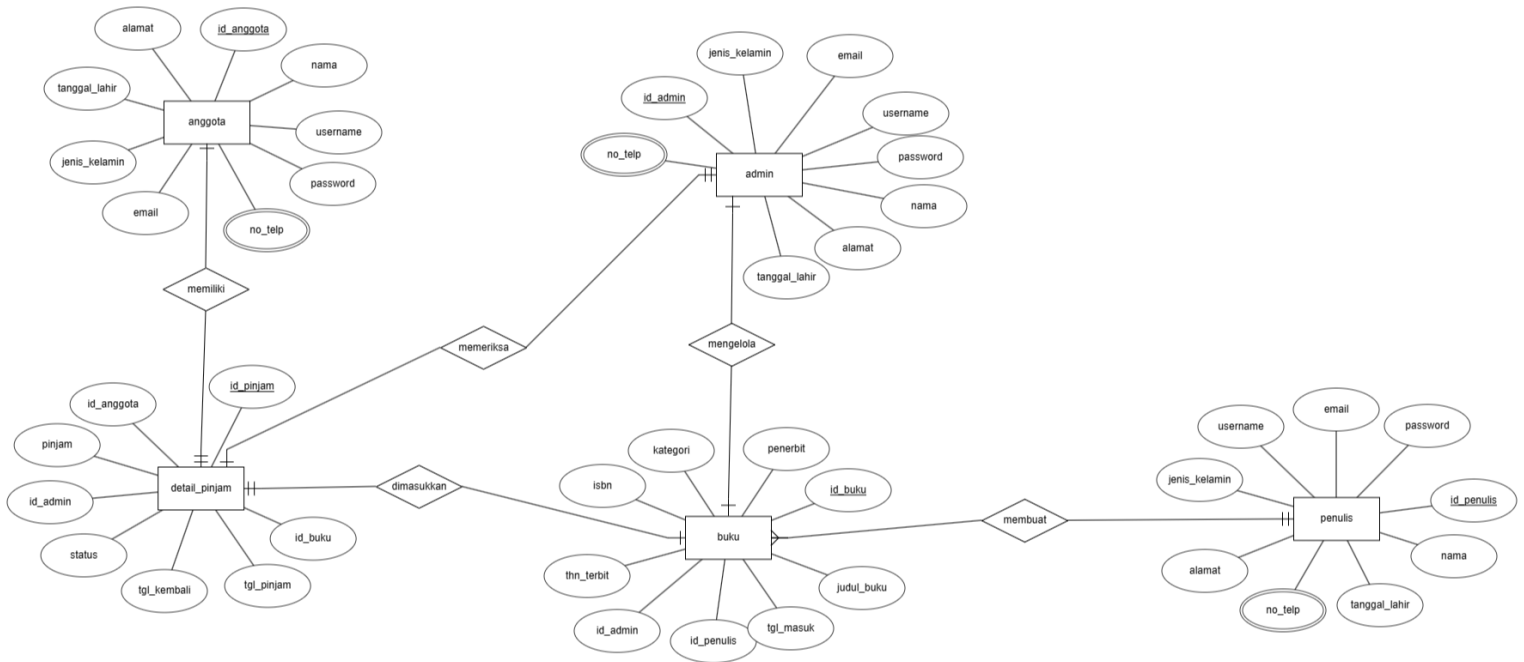 alamat
id_anggota
nama
tanggal_lahir
anggota
username
jenis_kelamin
password
email
no_telp
memiliki
jenis_kelamin
email
id_admin
username
no_telp
password
admin
nama
alamat
tanggal_lahir
memeriksa
mengelola
id_pinjam
id_anggota
pinjam
detail_pinjam
id_admin
status
id_buku
tgl_kembali
tgl_pinjam
dimasukkan
kategori
penerbit
isbn
id_buku
buku
thn_terbit
judul_buku
id_admin
id_penulis
tgl_masuk
membuat
email
username
password
jenis_kelamin
id_penulis
penulis
nama
alamat
no_telp
tanggal_lahir